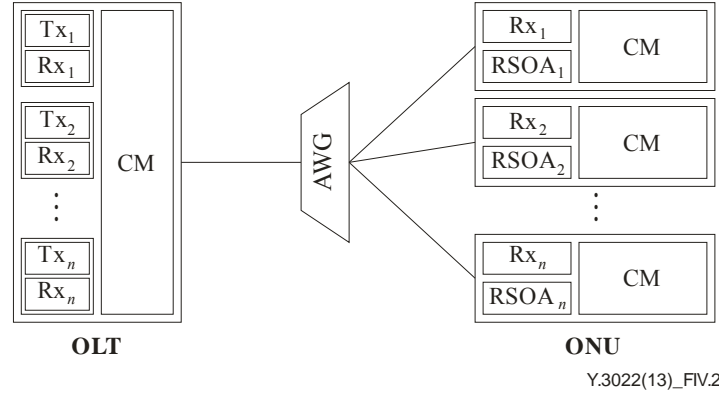 Tx1
Rx1
Tx2
Rx2
⋮
Txn
Rxn
CM
OLT
AWG
Rx1
RSOA1
CM
Rx2
RSOA2
CM
⋮
Rxn
RSOAn
CM
ONU
Y.3022(13)_FIV.2